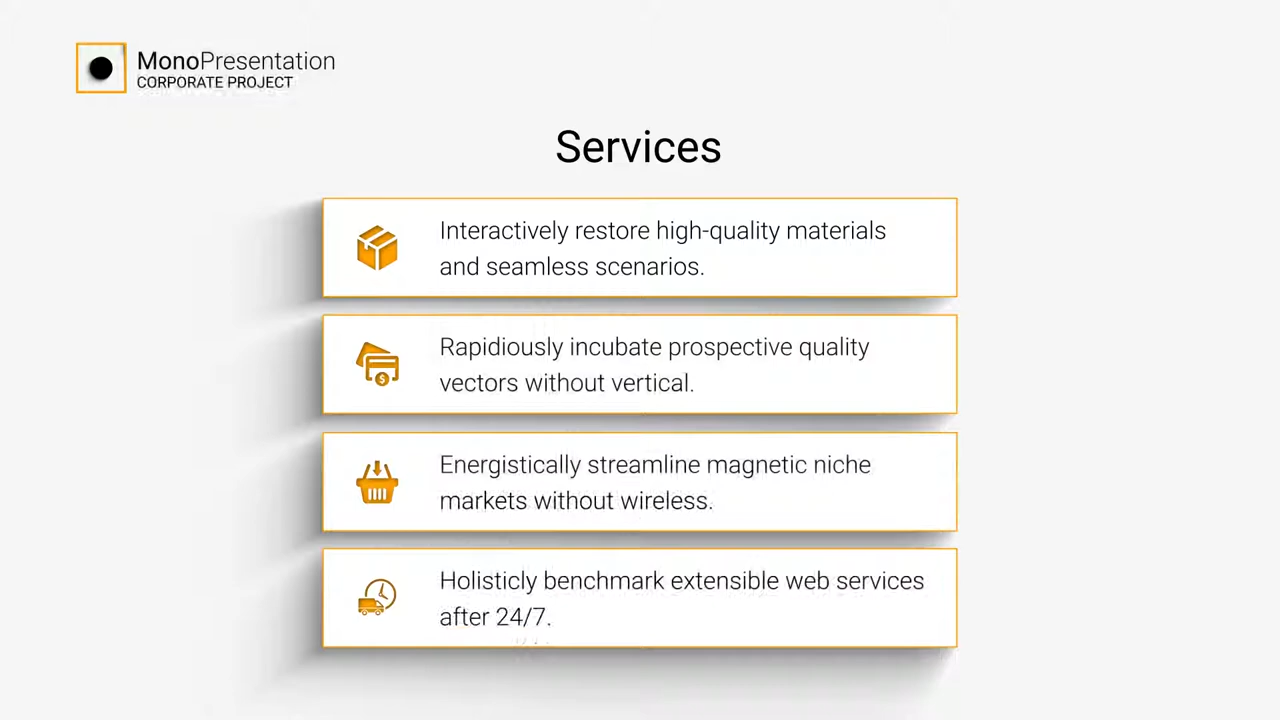 MonoPresentation
CORPORATE PROJECT
Services
Interactively restore high-quality materials
and seamless scenarios.
Rapidiously incubate prospective quality
vectors without vertical.
Energistically streamline magnetic niche
markets without wireless.
Holisticly benchmark extensible web services
after 24/7.